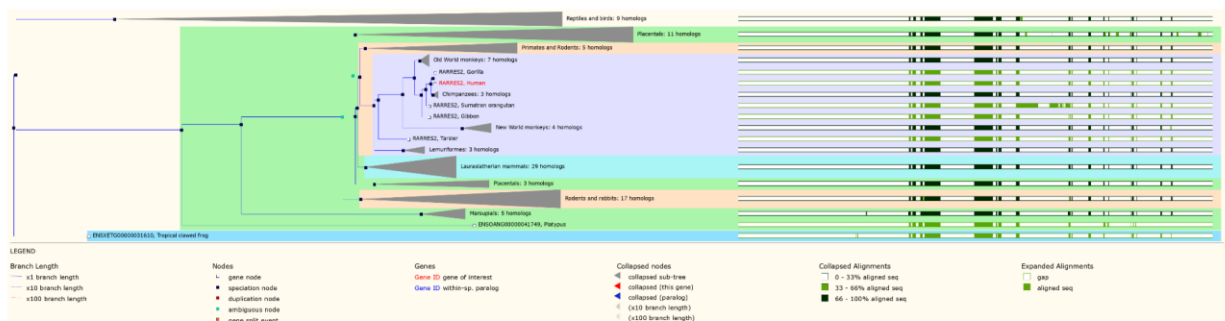 Reptiles and birds: 9 homologs
Placentals: 11 homologs
Primates and Rodents: 5 homologs
Old World monkeys: 7 homologs
RARRES2, Gorilla
RARRES2, Human
Chimpanzees: 3 homologs
RARRES2, Sumatran orangutan
RARRES2, Gibbon
New World monkeys: 4 homologs
RARRES2, Tarsier
Lemuriformes: 3 homologs
Laurasiatherian mammals: 29 homologs
Placentals: 3 homologs
Rodents and rabbits: 17 homologs
Marsupials: 5 homologs
ENSOANG00000041749, Platypus
ENSXETG00000031610, Tropical clawed frog
LEGEND
Branch Length
x1 branch length
x10 branch length
x100 branch length
Nodes
gene node
speciation node
duplication node
ambiguous node
gene split event
Genes
Gene ID gene of interest
Gene ID within-sp. paralog
Collapsed nodes
collapsed sub-tree
collapsed (this gene)
collapsed (paralog)
(x10 branch length)
(x100 branch length)
Collapsed Alignments
0 - 33% aligned seq
33 - 66% aligned seq
66 - 100% aligned seq
Expanded Alignments
gap
aligned seq